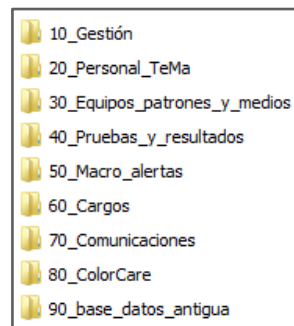 10_Gestión
20_Personal_TeMa
30_Equipos_patrones_y_medios
40_Pruebas_y_resultados
50_Macro_alertas
60_Cargos
70_Comunicaciones
80_ColorCare
90_base_datos_antigua